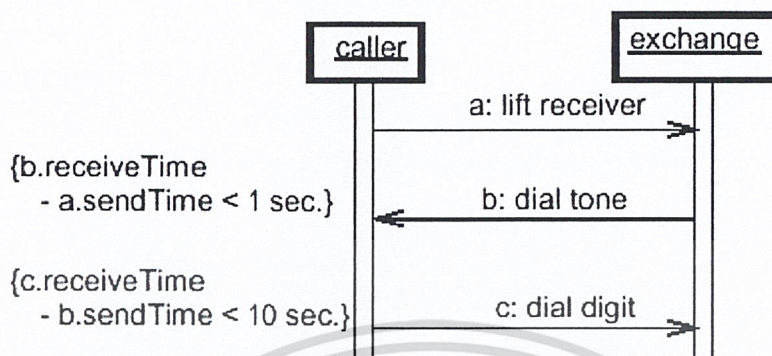 caller
exchange
a: lift receiver
{b.receiveTime
- a.sendTime < 1 sec.}
b: dial tone
{c.receiveTime
- b.sendTime < 10 sec.}
c: dial digit